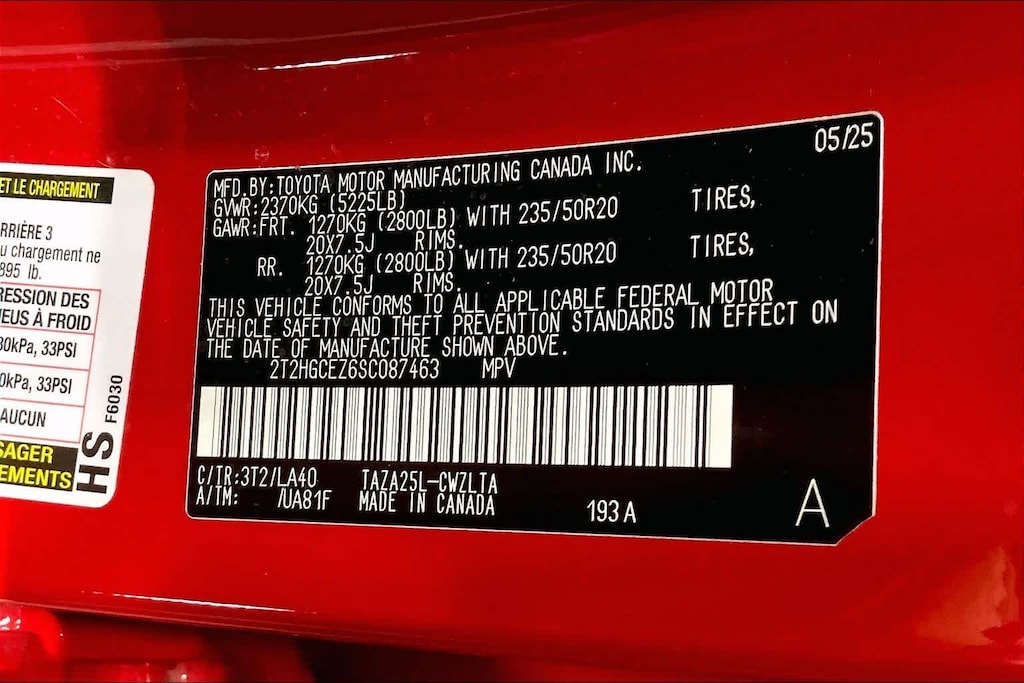 ET LE CHARGEMENT
RRIÈRE 3
u chargement ne
895 lb.
RESSION DES
NEUS À FROID
30kPa, 33PSI
0kPa, 33PSI
AUCUN
SAGER
EMENTS
HS F6030
05/25
MFD.BY:TOYOTA MOTOR MANUFACTURING CANADA INC.
GVWR:2370KG (5225LB)
GAWR:FRT. 1270KG (2800LB) WITH 235/50R20 TIRES,
20X7.5J RIMS.
RR. 1270KG (2800LB) WITH 235/50R20 TIRES,
20X7.5J RIMS.
THIS VEHICLE CONFORMS TO ALL APPLICABLE FEDERAL MOTOR
VEHICLE SAFETY AND THEFT PREVENTION STANDARDS IN EFFECT ON
THE DATE OF MANUFACTURE SHOWN ABOVE.
2T2HGCEZ6SC087463 MPV
C/TR:3T2/LA40 TAZA25L-CWZLTA
A/TM: /UA81F MADE IN CANADA 193A A